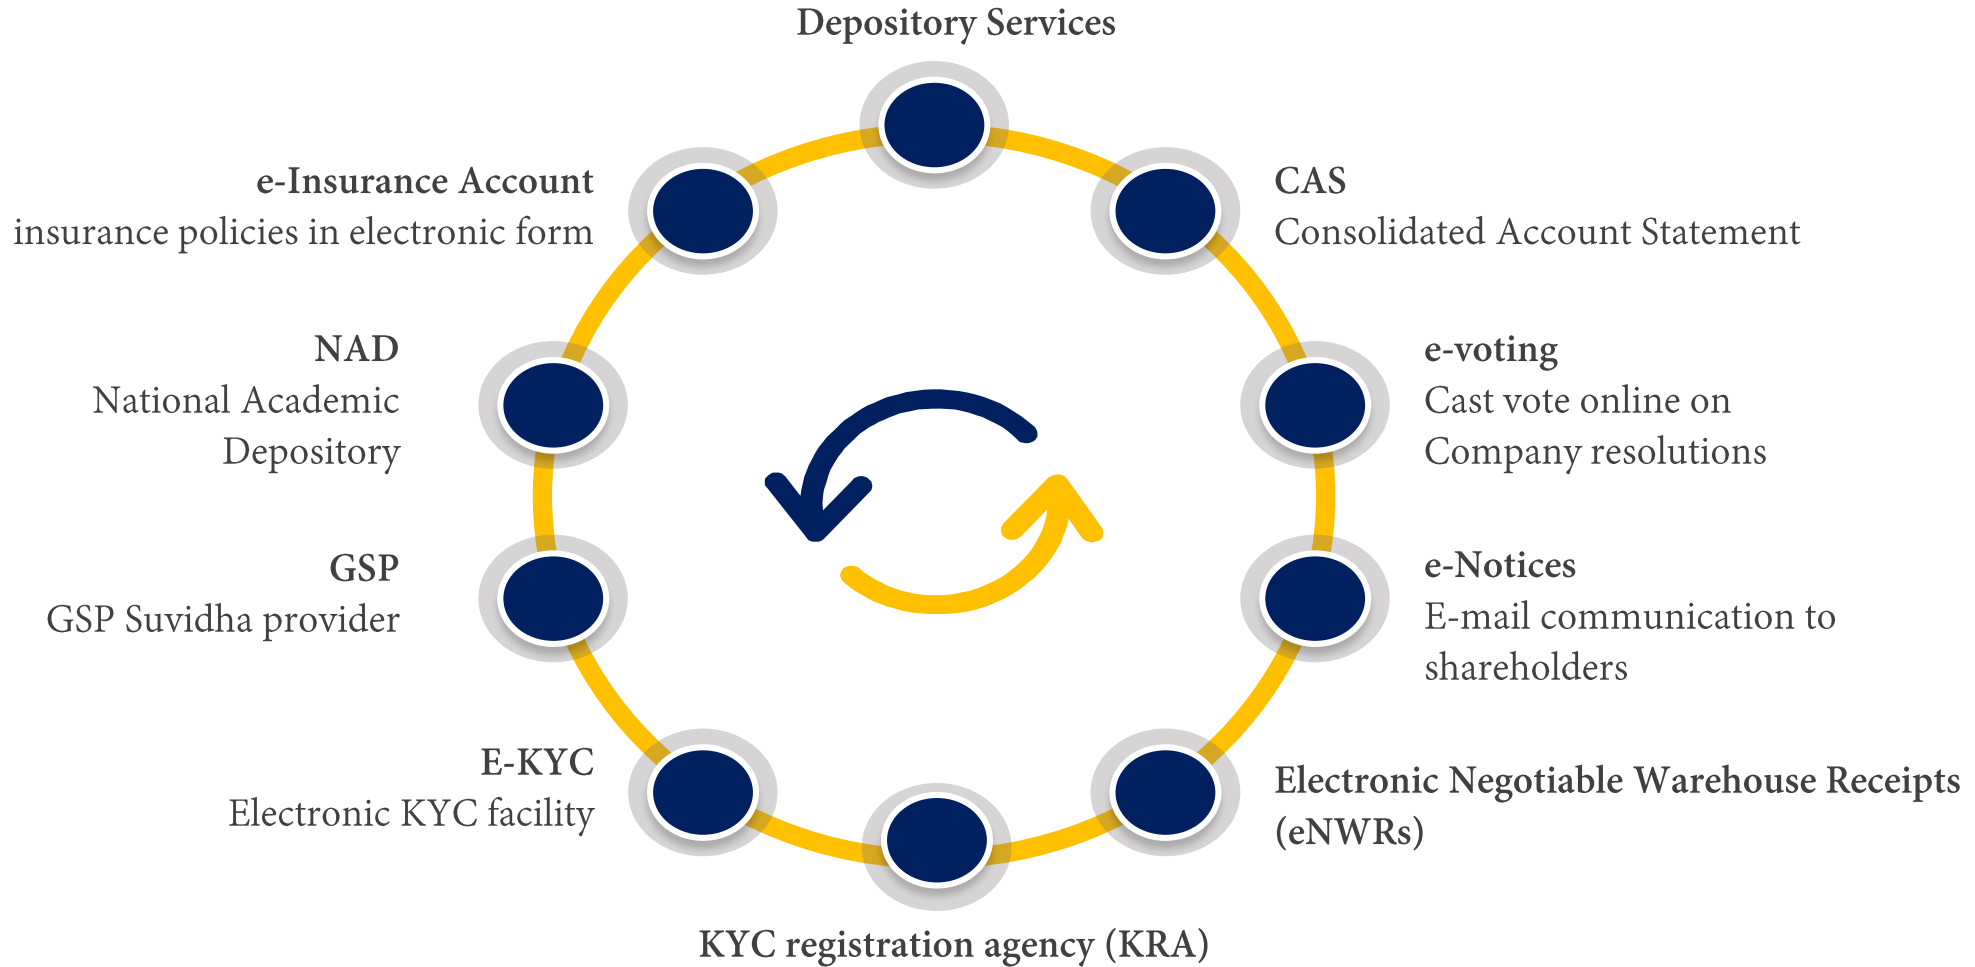 Depository Services
e-Insurance Account
insurance policies in electronic form
CAS
Consolidated Account Statement
NAD
National Academic
Depository
e-voting
Cast vote online on
Company resolutions
GSP
GSP Suvidha provider
e-Notices
E-mail communication to
shareholders
E-KYC
Electronic KYC facility
Electronic Negotiable Warehouse Receipts
(eNWRs)
KYC registration agency (KRA)